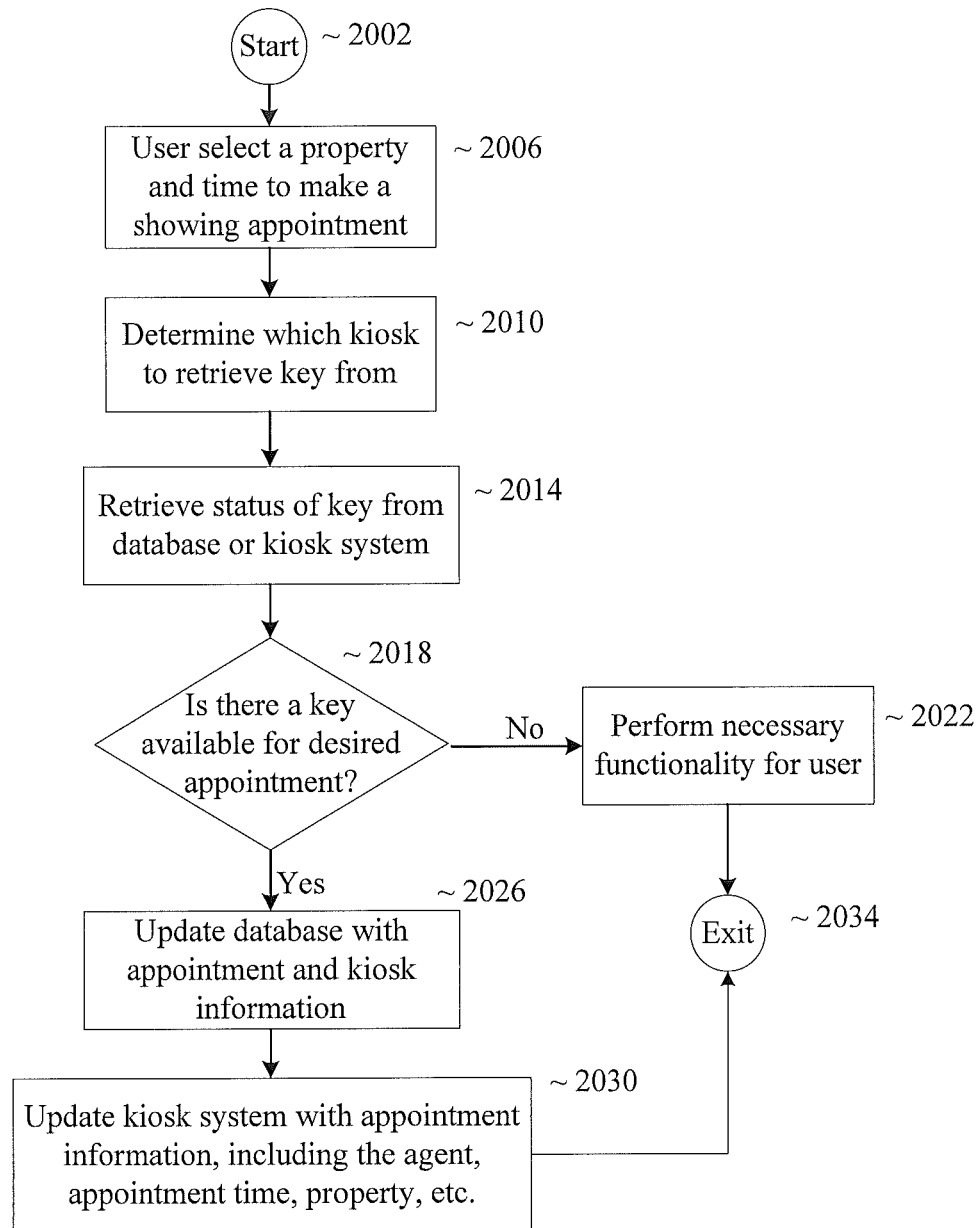 Start
~ 2002
User select a property
and time to make a
showing appointment
~ 2006
Determine which kiosk
to retrieve key from
~ 2010
Retrieve status of key from
database or kiosk system
~ 2014
~ 2018
Is there a key
available for desired
appointment?
No
Perform necessary
functionality for user
~ 2022
Yes
~ 2026
Update database with
appointment and kiosk
information
Exit
~ 2034
~ 2030
Update kiosk system with appointment
information, including the agent,
appointment time, property, etc.